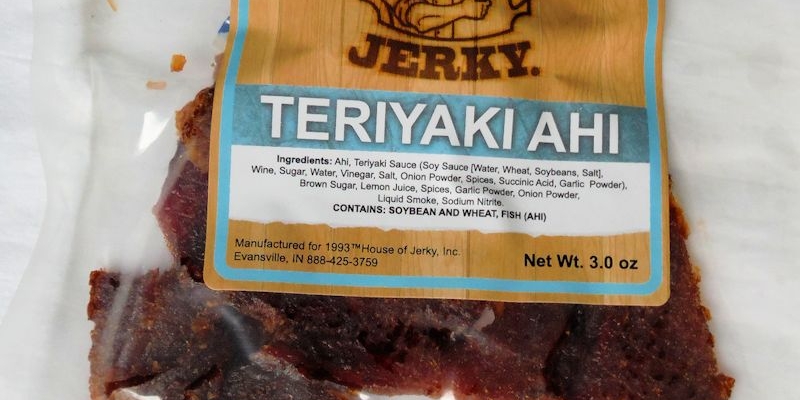 JERKY.
TERIYAKI AHI
Ingredients: Ahi, Teriyaki Sauce (Soy Sauce [Water, Wheat, Soybeans, Salt],
Wine, Sugar, Water, Vinegar, Salt, Onion Powder, Spices, Succinic Acid, Garlic Powder),
Brown Sugar, Lemon Juice, Spices, Garlic Powder, Onion Powder,
Liquid Smoke, Sodium Nitrite.
CONTAINS: SOYBEAN AND WHEAT, FISH (AHI)
Manufactured for 1993™House of Jerky, Inc.
Evansville, IN 888-425-3759
Net Wt. 3.0 oz